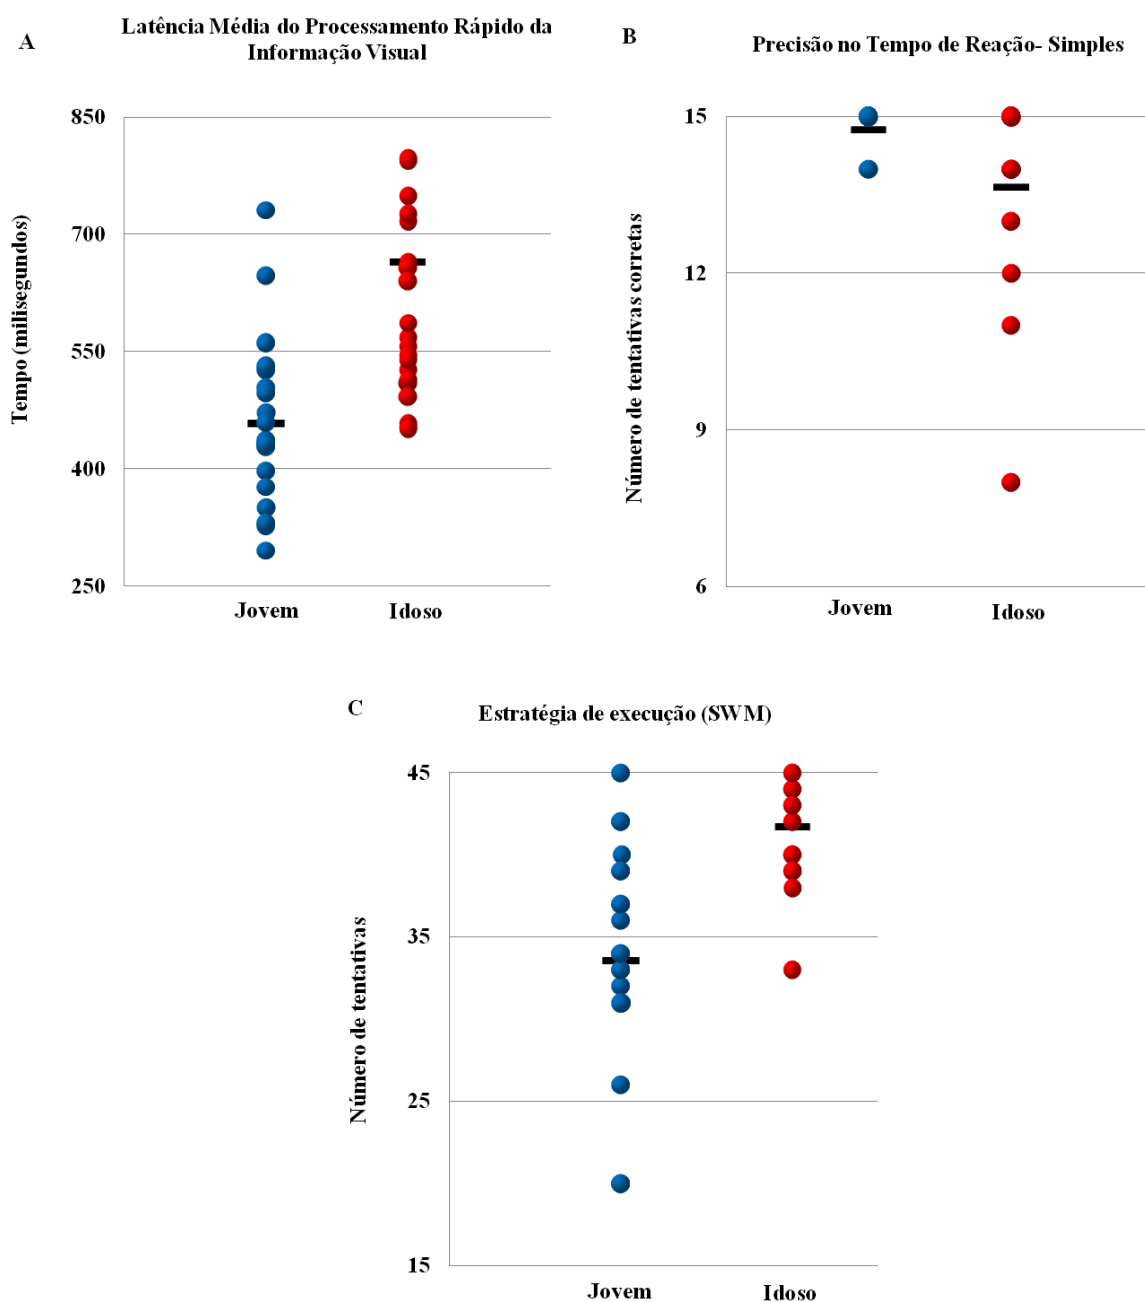 A
Latência Média do Processamento Rápido da
Informação Visual
Tempo (milisegundos)
850
700
550
400
250
Jovem
Idoso
B
Precisão no Tempo de Reação- Simples
Número de tentativas corretas
15
12
9
6
Jovem
Idoso
C
Estratégia de execução (SWM)
Número de tentativas
45
35
25
15
Jovem
Idoso